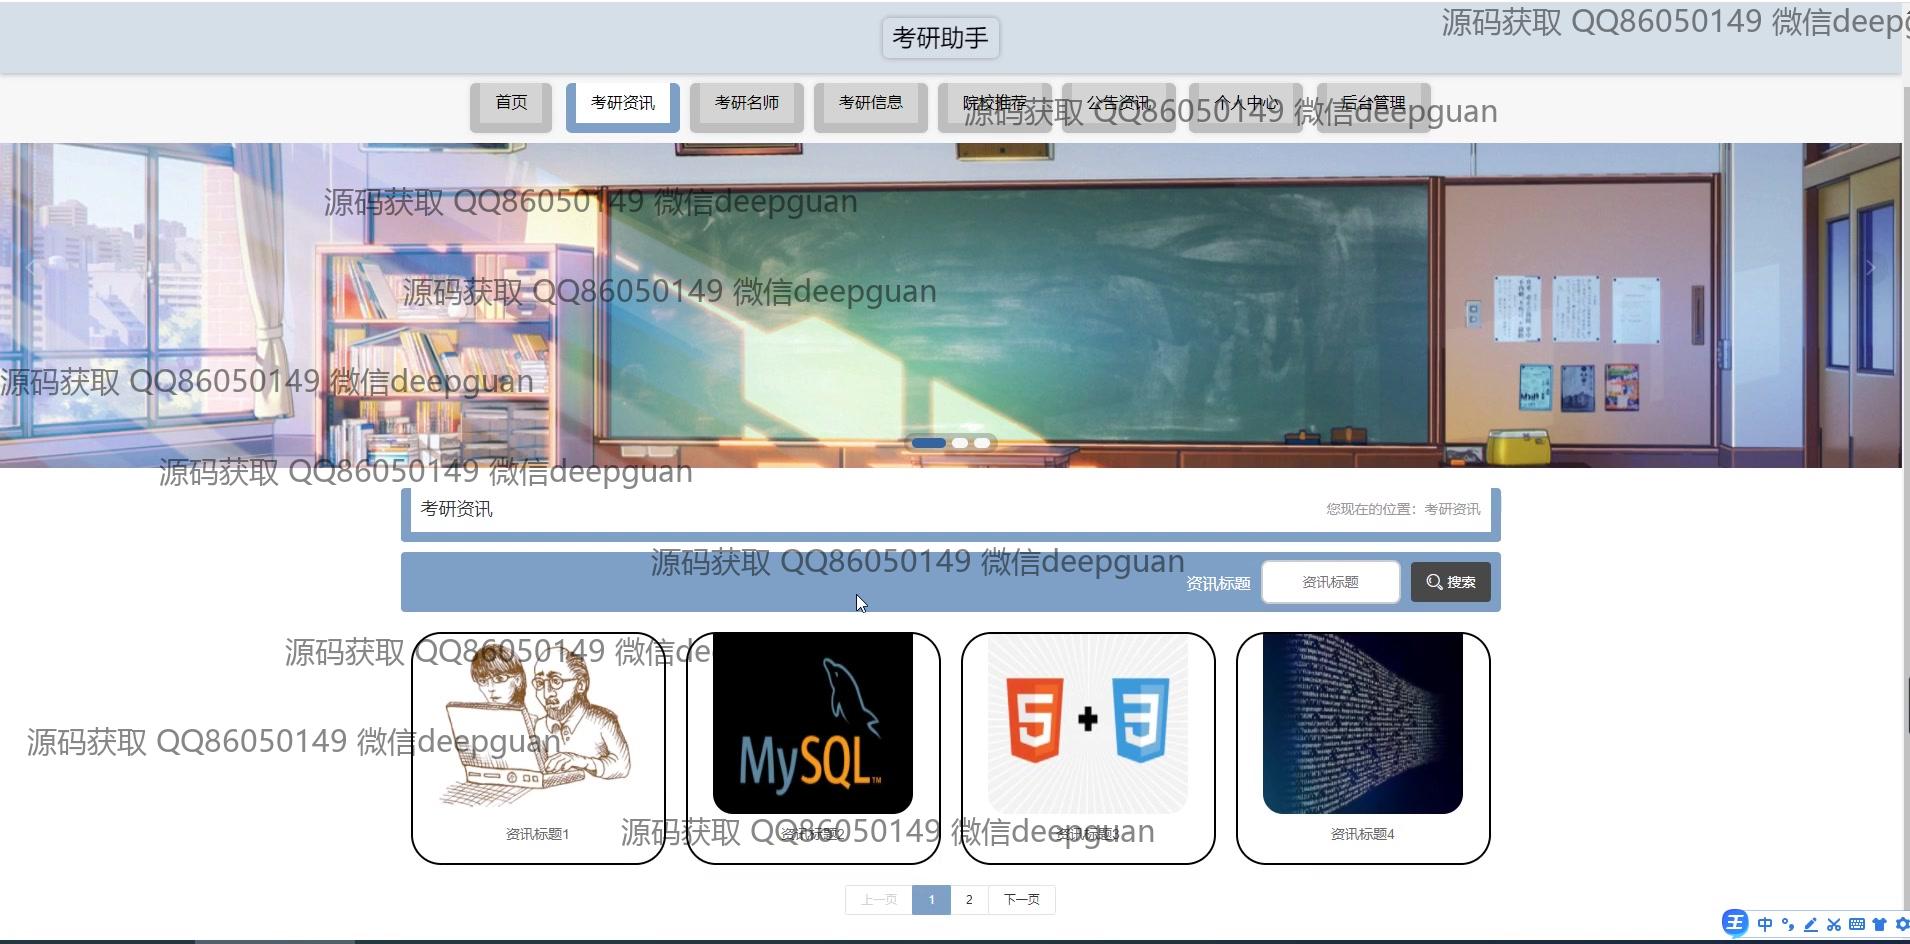 考研助手
源码获取 QQ86050149 微信deepg
首页 考研资讯 考研名师 考研信息 院校推荐 公告资讯 个人中心 后台管理
源码获取 QQ86050149 微信deepguan
源码获取 QQ86050149 微信deepguan
源码获取 QQ86050149 微信deepguan
源码获取 QQ86050149 微信deepguan
源码获取 QQ86050149 微信deepguan
考研资讯 您现在的位置：考研资讯
源码获取 QQ86050149 微信deepguan
资讯标题 资讯标题 搜索
源码获取 QQ86050149 微信de
MySQL
TM
5 + 3
源码获取 QQ86050149 微信deepguan
资讯标题1 资讯标题2 资讯标题3 资讯标题4
源码获取 QQ86050149 微信deepguan
上一页 1 2 下一页
王 中